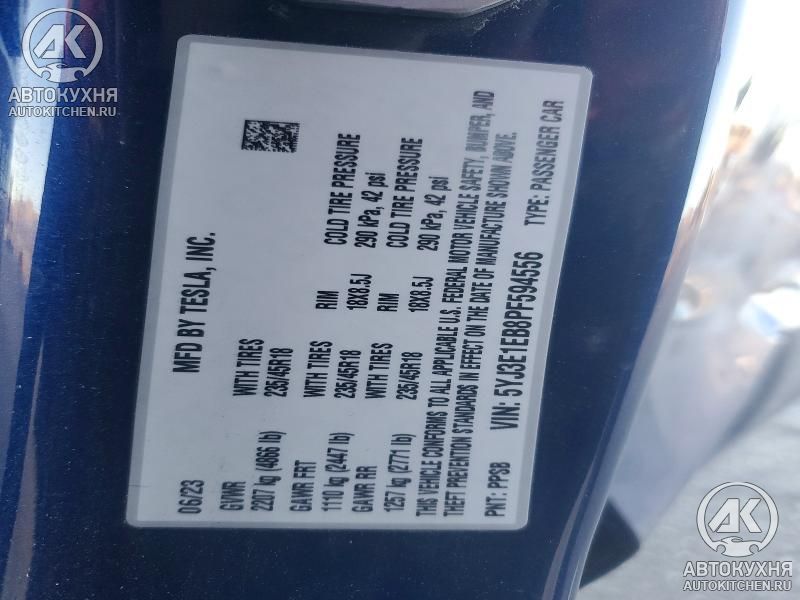 АВТОКУХНЯ
AUTOKITCHEN.RU
MFD BY TESLA, INC.
06/23
GVWR
2207 kg (4866 lb)
WITH TIRES
235/45R18
RIM
18X8.5J
COLD TIRE PRESSURE
290 kPa, 42 psi
GAWR FRT
1110 kg (2447 lb)
WITH TIRES
235/45R18
RIM
18X8.5J
COLD TIRE PRESSURE
290 kPa, 42 psi
GAWR RR
1257 kg (2771 lb)
THIS VEHICLE CONFORMS TO ALL APPLICABLE U.S. FEDERAL MOTOR VEHICLE SAFETY, BUMPER, AND
THEFT PREVENTION STANDARDS IN EFFECT ON THE DATE OF MANUFACTURE SHOWN ABOVE.
PNT: PPSB VIN: 5YJ3E1EB8PF594556 TYPE: PASSENGER CAR
АВТОКУХНЯ
AUTOKITCHEN.RU